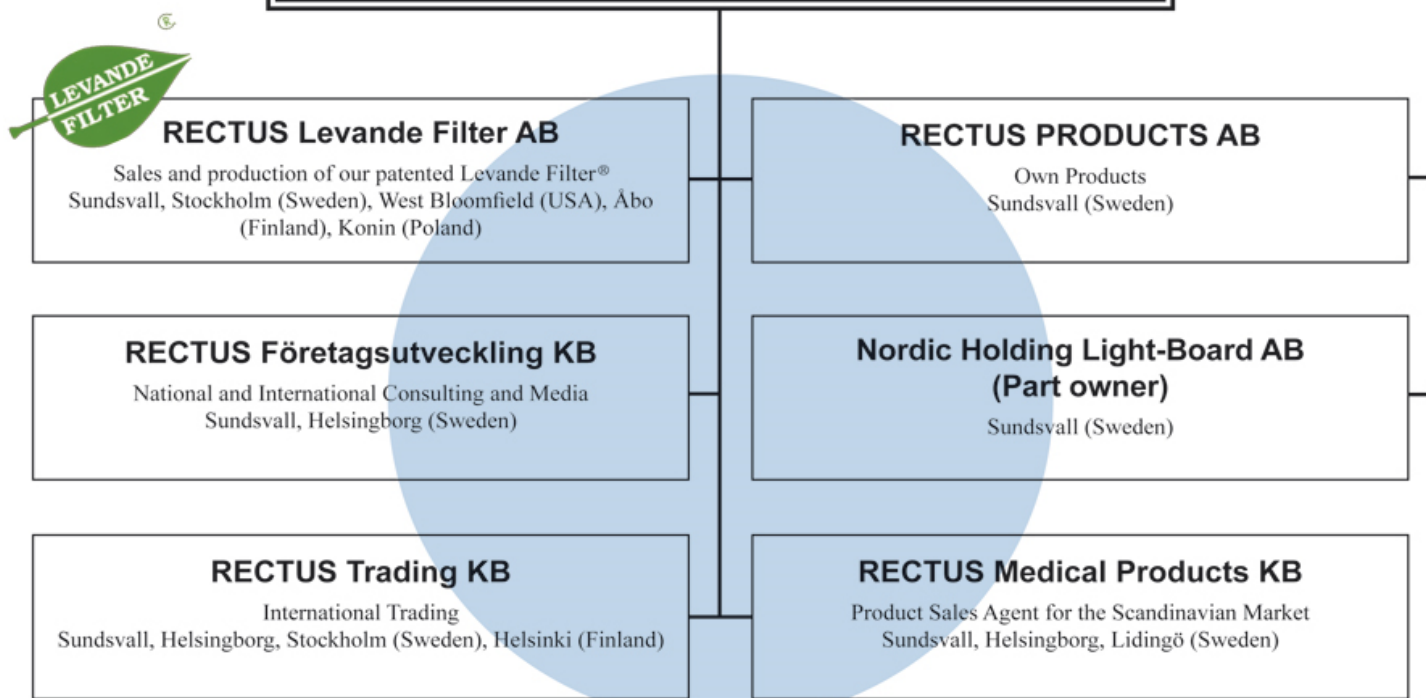 ®
LEVANDE
FILTER
RECTUS Levande Filter AB
Sales and production of our patented Levande Filter®
Sundsvall, Stockholm (Sweden), West Bloomfield (USA), Åbo
(Finland), Konin (Poland)
RECTUS PRODUCTS AB
Own Products
Sundsvall (Sweden)
RECTUS Företagsutveckling KB
National and International Consulting and Media
Sundsvall, Helsingborg (Sweden)
Nordic Holding Light-Board AB
(Part owner)
Sundsvall (Sweden)
RECTUS Trading KB
International Trading
Sundsvall, Helsingborg, Stockholm (Sweden), Helsinki (Finland)
RECTUS Medical Products KB
Product Sales Agent for the Scandinavian Market
Sundsvall, Helsingborg, Lidingö (Sweden)